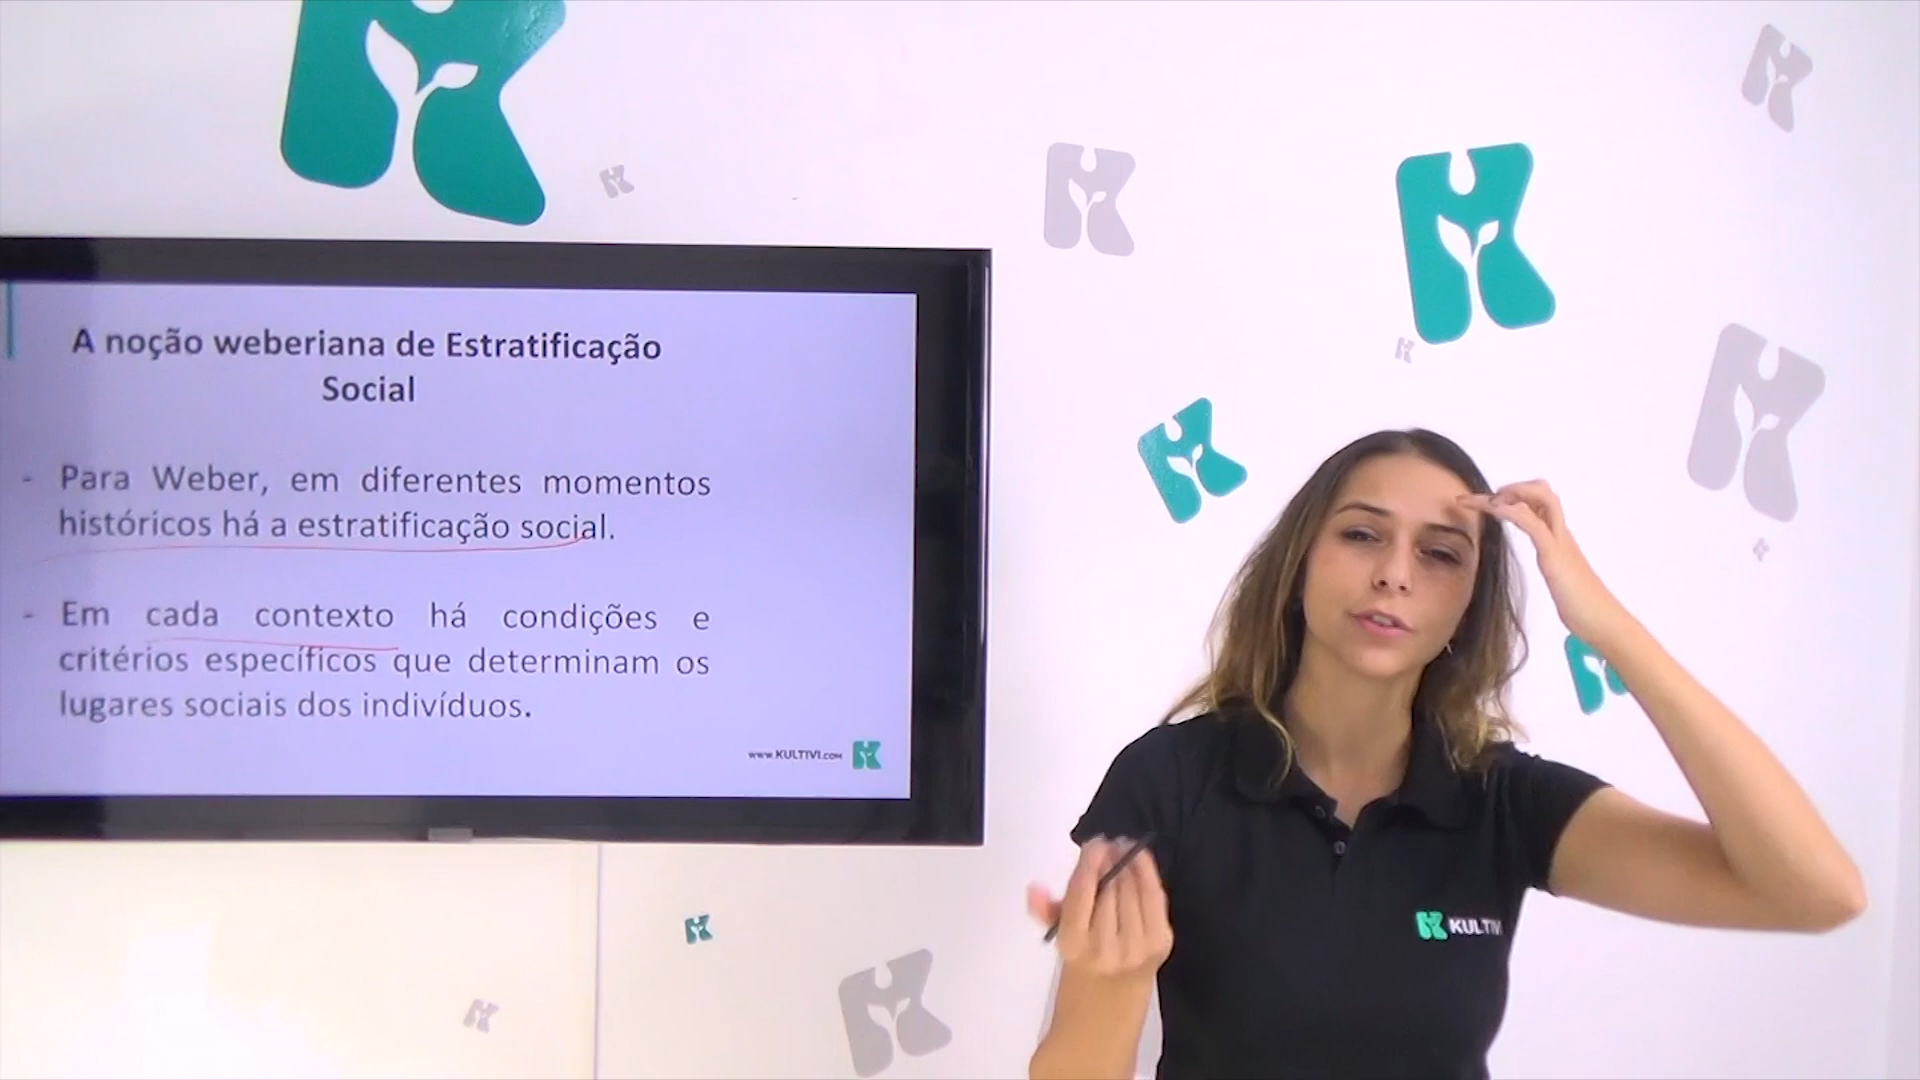 A noção weberiana de Estratificação
Social
- Para Weber, em diferentes momentos
históricos há a estratificação social.
- Em cada contexto há condições e
critérios específicos que determinam os
lugares sociais dos indivíduos.
www.KULTIVI.com
KULTIVI